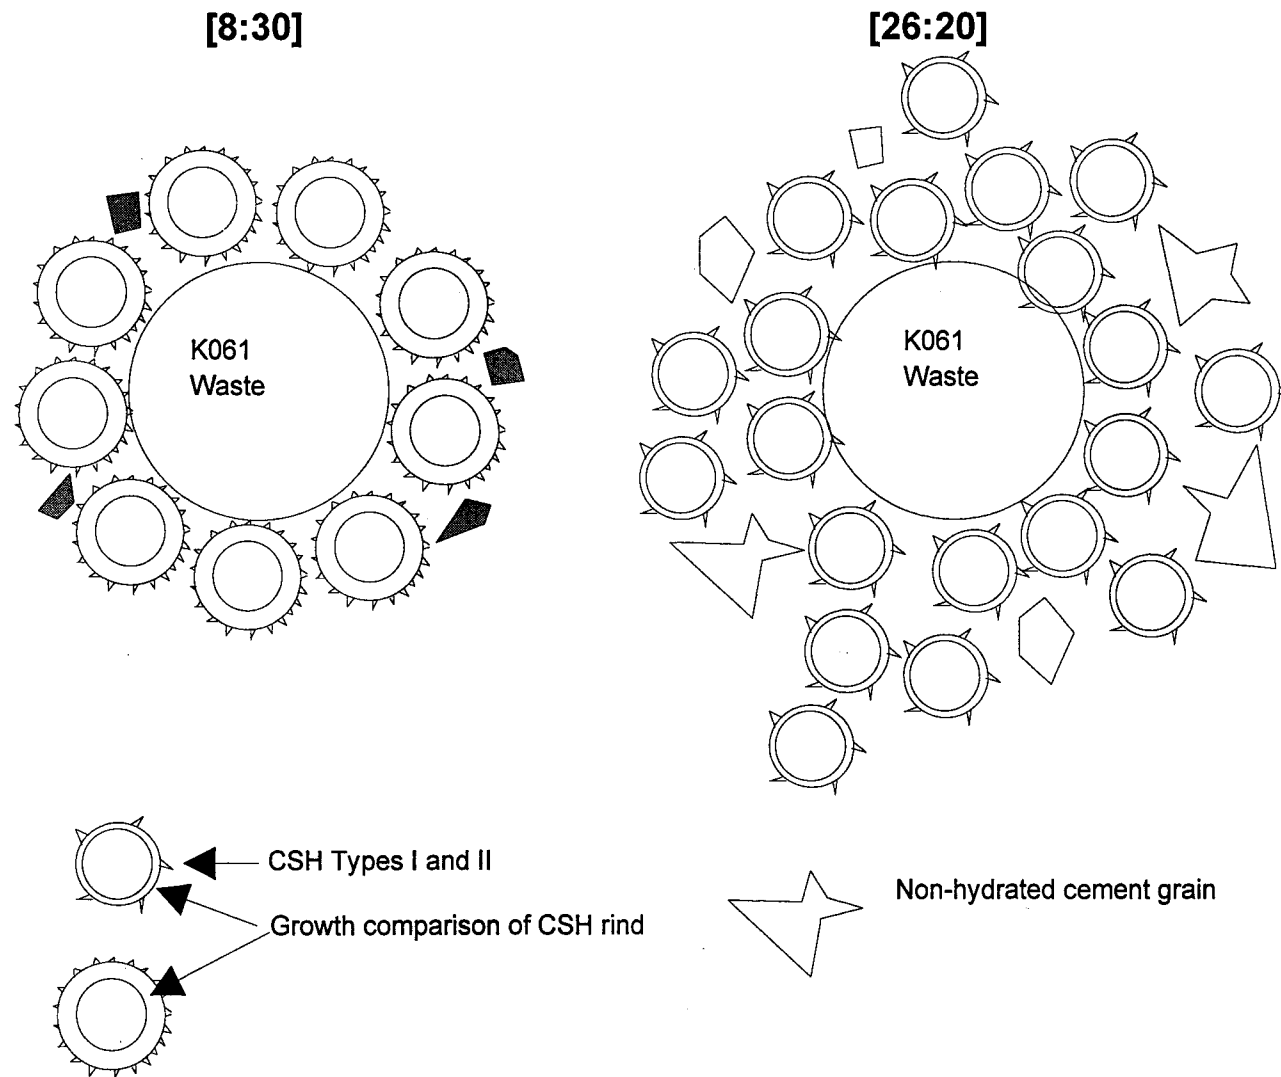 [8:30]
[26:20]
K061
Waste
K061
Waste
CSH Types I and II
Growth comparison of CSH rind
Non-hydrated cement grain